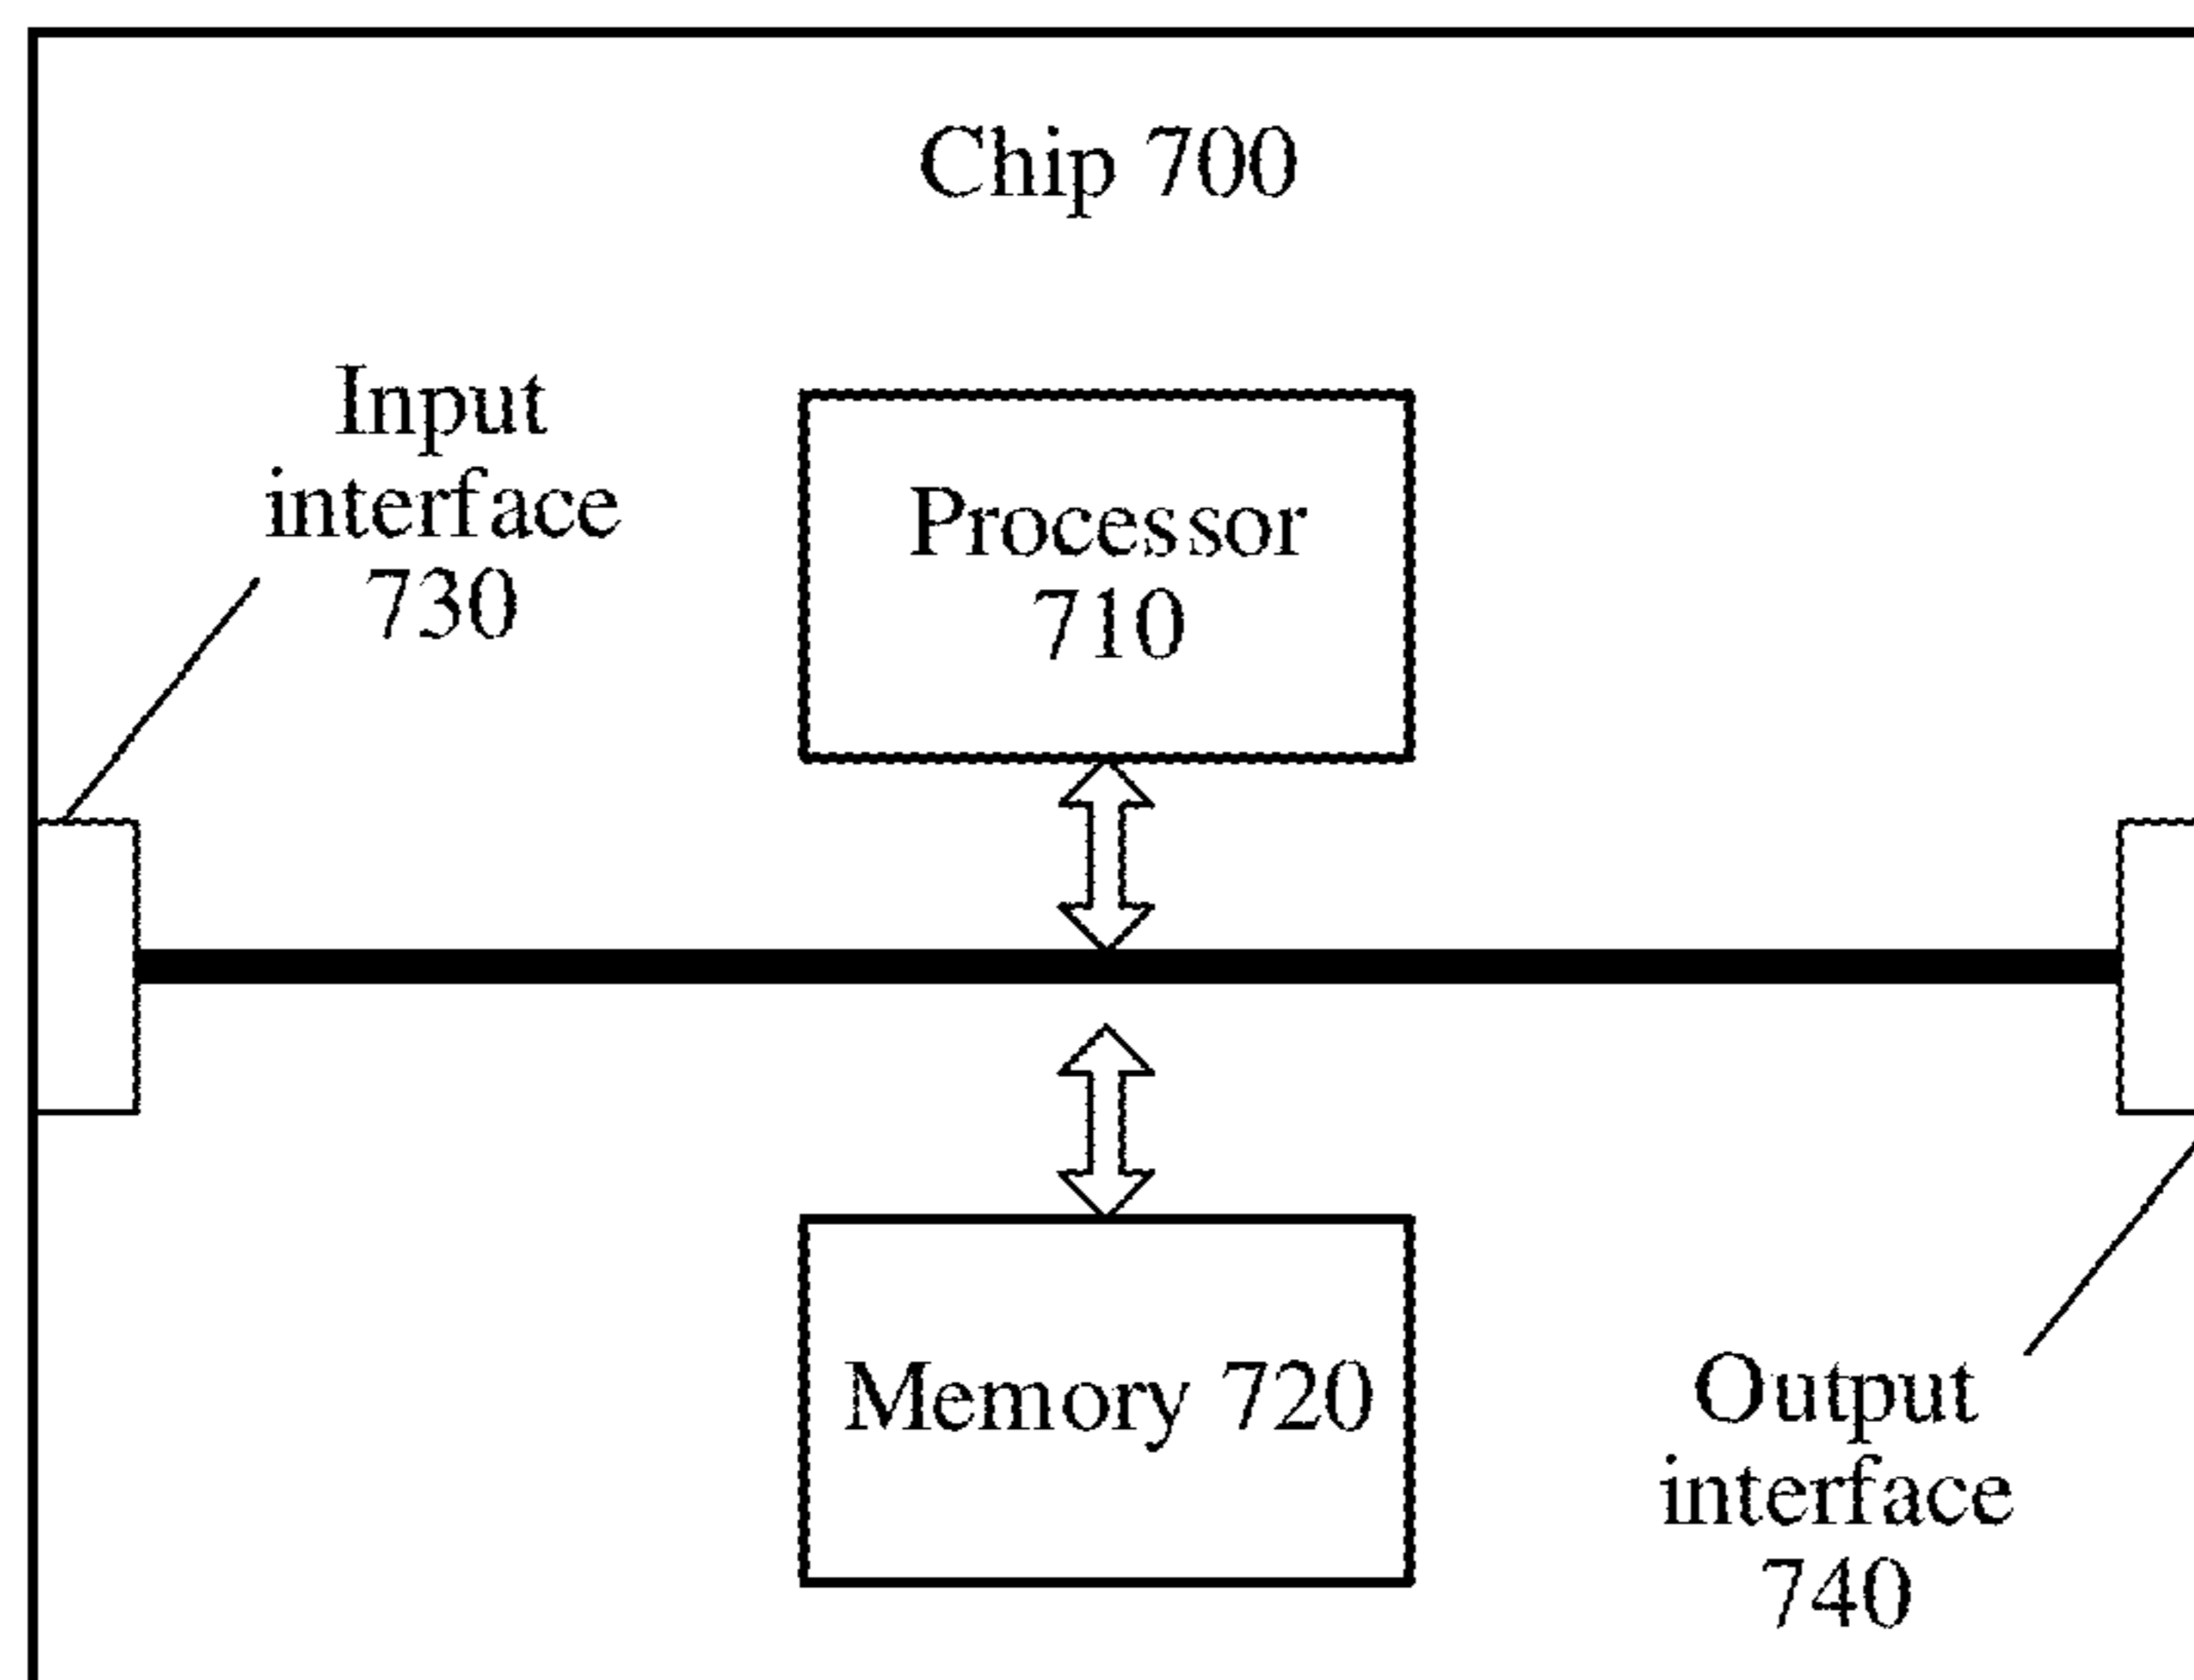 Chip 700
Input
interface
730
Processor
710
Memory 720
Output
interface
740